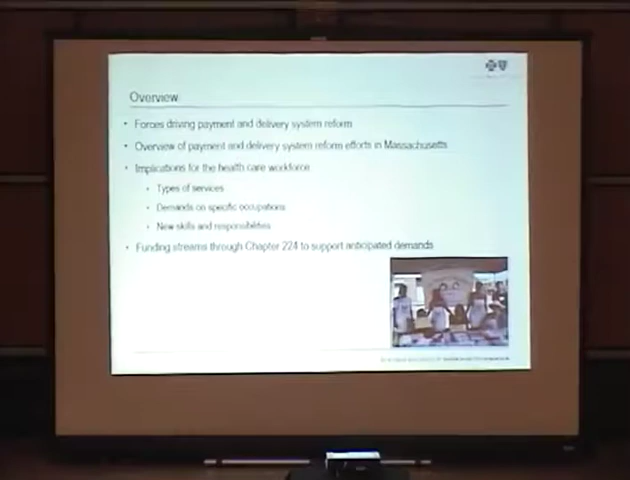 Overview
• Forces driving payment and delivery system reform
• Overview of payment and delivery system reform efforts in Massachusetts
• Implications for the health care workforce
• Types of services
• Demands on specific occupations
• New skills and responsibilities
• Funding streams through Chapter 224 to support anticipated demands